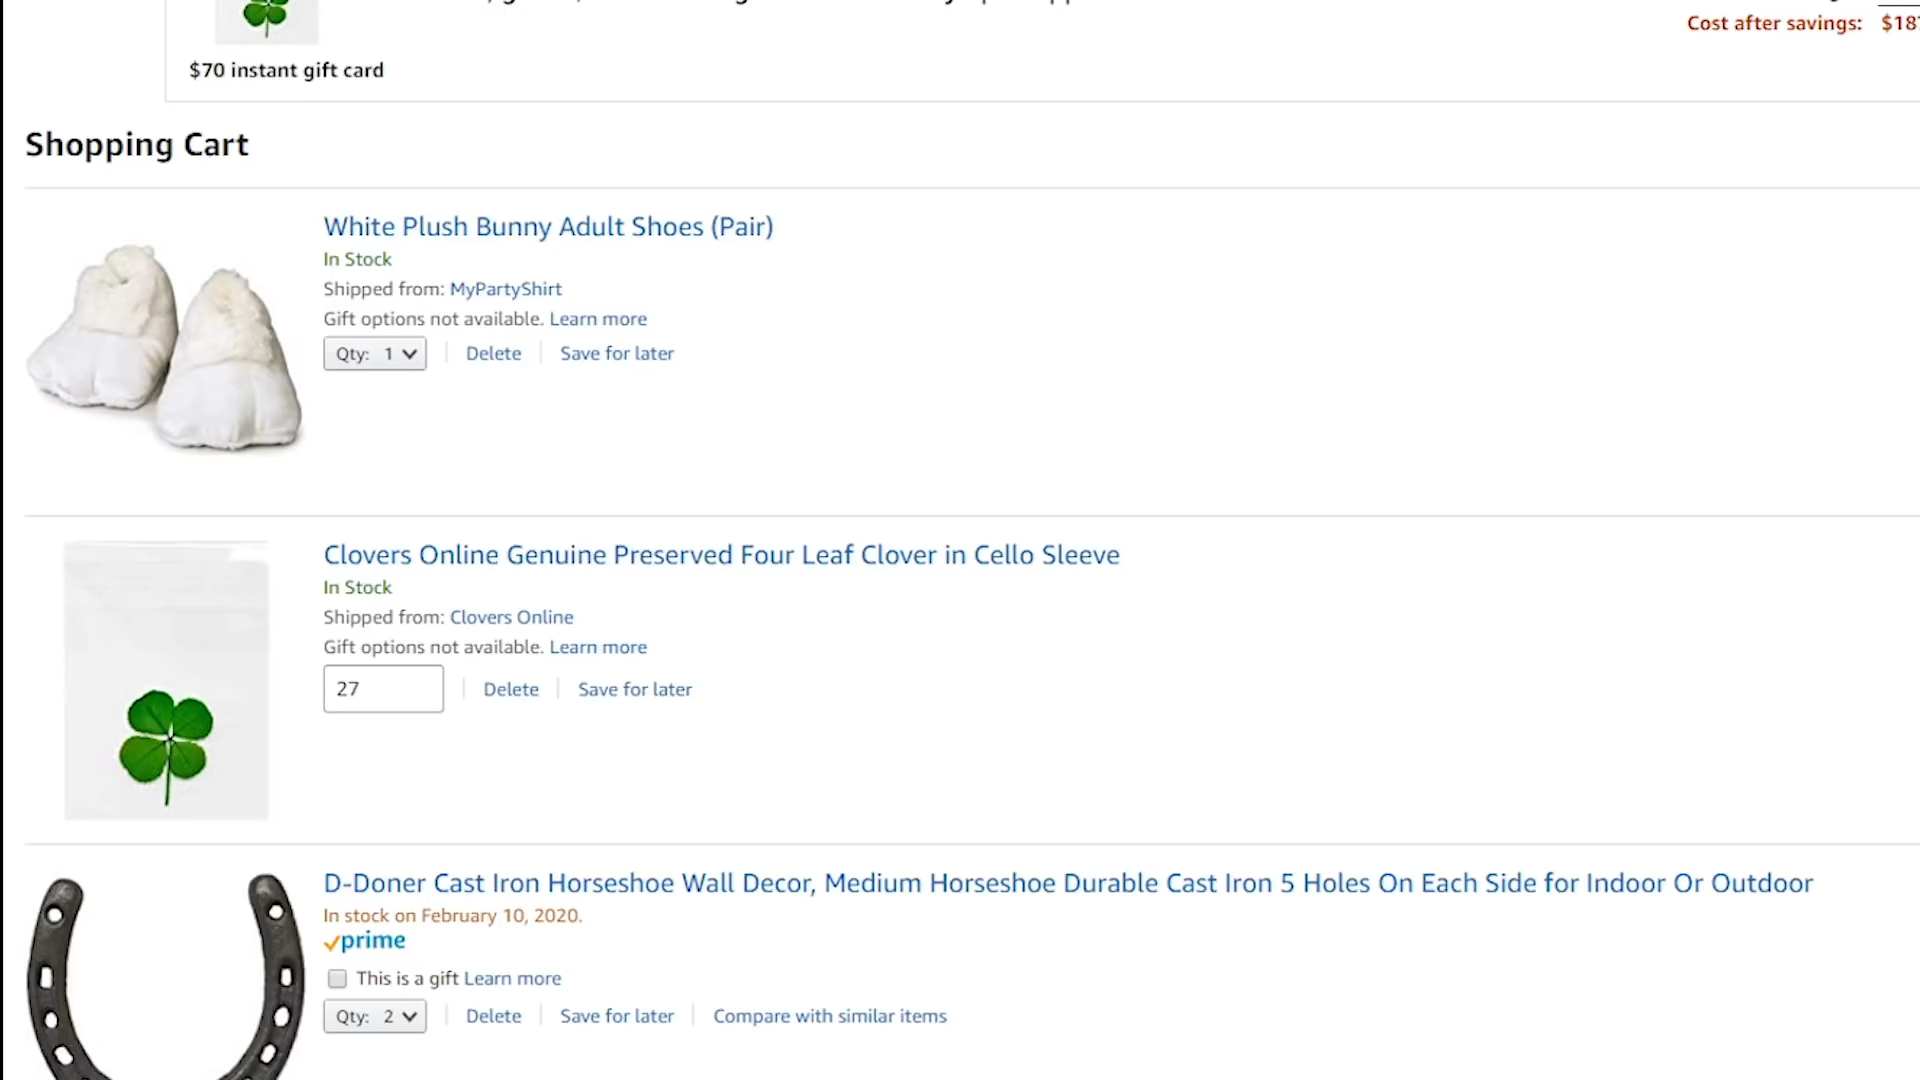 Cost after savings: $187
$70 instant gift card
Shopping Cart
White Plush Bunny Adult Shoes (Pair)
In Stock
Shipped from: MyPartyShirt
Gift options not available. Learn more
Qty: 1 Delete Save for later
Clovers Online Genuine Preserved Four Leaf Clover in Cello Sleeve
In Stock
Shipped from: Clovers Online
Gift options not available. Learn more
27 Delete Save for later
D-Doner Cast Iron Horseshoe Wall Decor, Medium Horseshoe Durable Cast Iron 5 Holes On Each Side for Indoor Or Outdoor
In stock on February 10, 2020.
prime
This is a gift Learn more
Qty: 2 Delete Save for later Compare with similar items